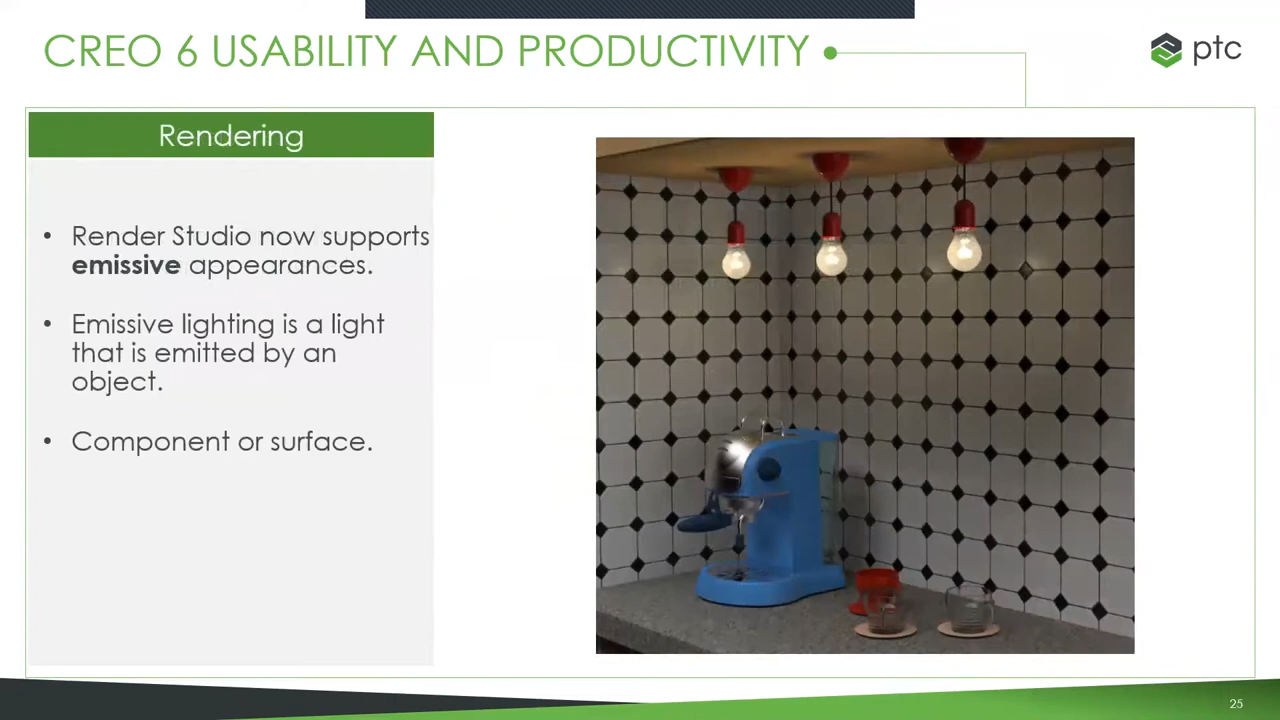 CREO 6 USABILITY AND PRODUCTIVITY
ptc
Rendering
• Render Studio now supports
emissive appearances.
• Emissive lighting is a light
that is emitted by an
object.
• Component or surface.
25